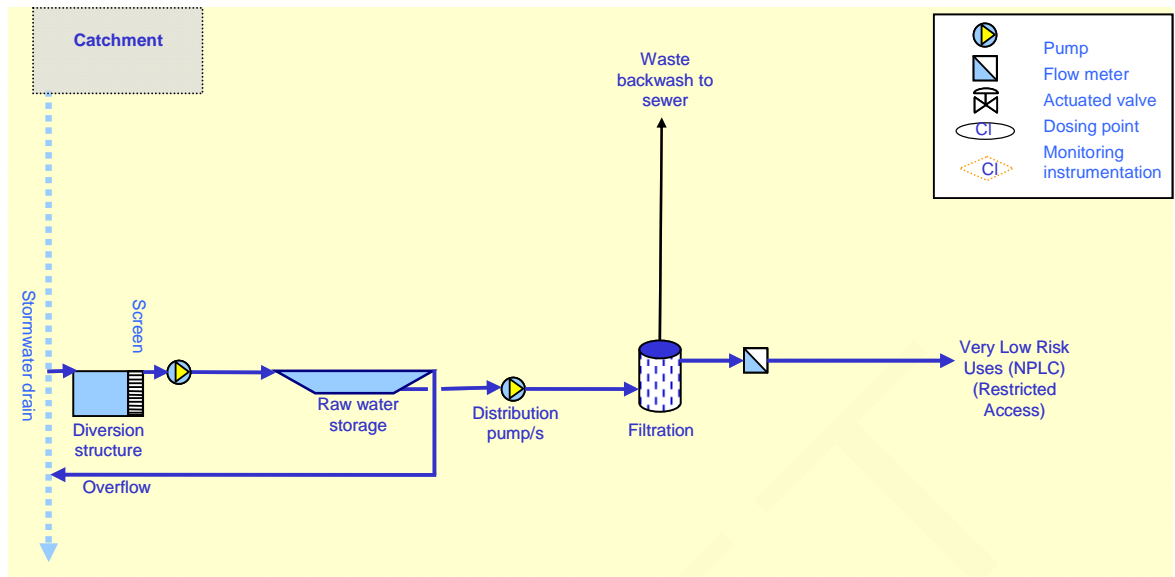 Catchment
Waste
backwash to
sewer
Pump
Flow meter
Actuated valve
Cl
Dosing point
Cl
Monitoring
instrumentation
Stormwater drain
Screen
Diversion
structure
Raw water
storage
Distribution
pump/s
Filtration
Very Low Risk
Uses (NPLC)
(Restricted
Access)
Overflow